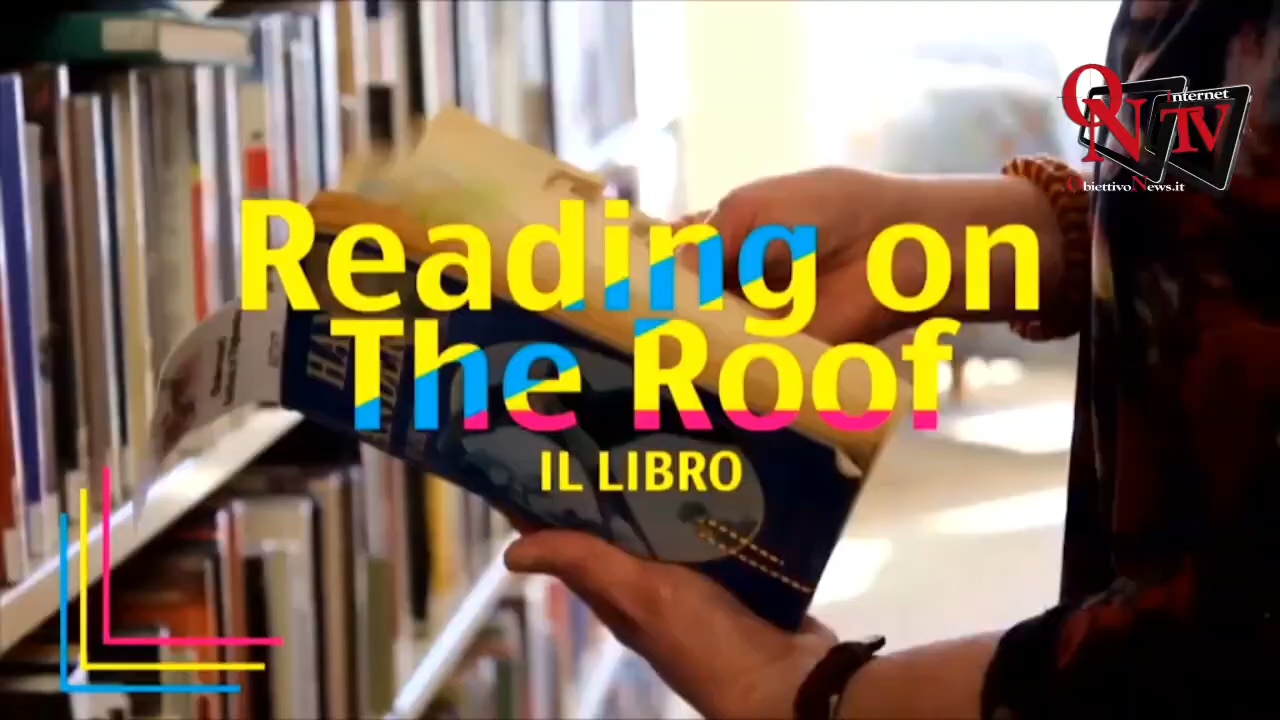 Reading on
The Roof
IL LIBRO
ON Internet TV
ObiettivoNews.it